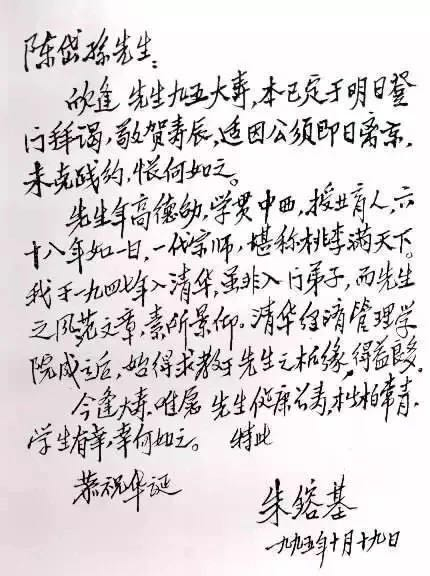 陈岱孙先生:
欣逢 先生九五大寿,本已定于明日登
门拜谒,敬贺寿辰,适因公须即日离京,
未克践约,怅何如之。
先生年高德劭,学贯中西,授业育人,六
十八年如一日,一代宗师,堪称桃李满天下。
我于一九四七年入清华,虽非入门弟子,而先生
之风范文章,素所景仰。清华经济管理学
院成立后,始得求教于先生之机缘,得益良多。
今逢大寿,唯愿 先生健康长寿,松柏常青,
学生有幸,幸何如之。 特此
恭祝华诞
朱镕基
一九九五年十月十九日